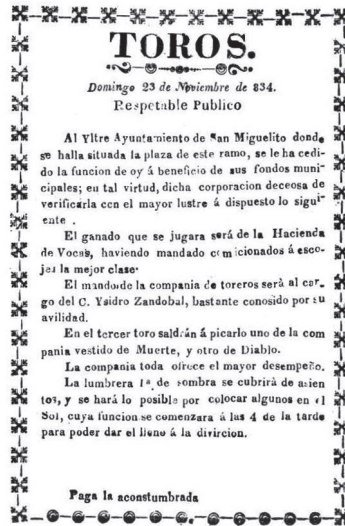 TOROS.
Domingo 23 de Noviembre de 834.
Respetable Publico
Al Yltre Ayuntamiento de San Miguelito donde
se halla situada la plaza de este ramo, se le ha cedi-
do la funcion de oy á beneficio de sus fondos muni-
cipales; en tal virtud, dicha corporacion deceosa de
verificarla con el mayor lustre á dispuesto lo sigui-
ente .
El ganado que se jugara será de la Hacienda
de Vocas, haviendo mandado comicionados á esco-
jer la mejor clase.
El mando de la compania de toreros serà al car-
go del C. Ysidro Zandobal, bastante conosido por su
avilidad.
En el tercer toro saldrán á picarlo uno de la com
pania vestido de Muerte, y otro de Diablo.
La compania toda ofrece el mayor desempeño.
La lumbrera 1ª de sombra se cubrirà de asien
tos, y se hará lo posible por colocar algunos en el
Sol, cuya funcion se comenzara á las 4 de la tarde
para poder dar el lleno á la divircion.
Paga la aconstumbrada